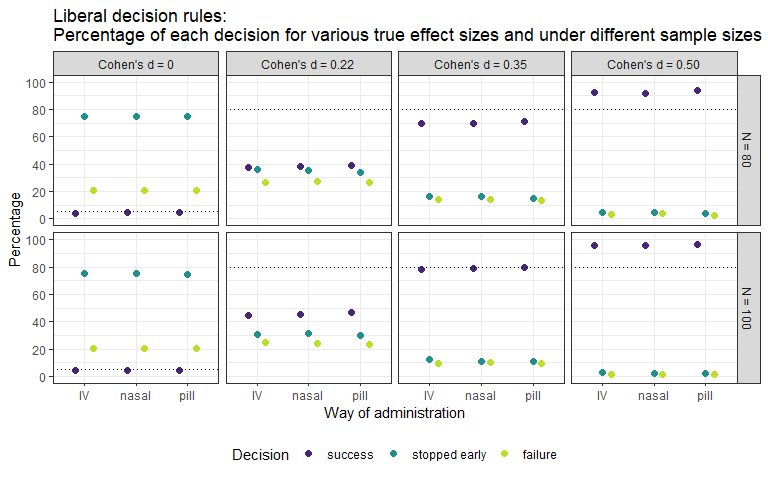 Liberal decision rules:
Percentage of each decision for various true effect sizes and under different sample sizes
Cohen's d = 0
Cohen's d = 0.22
Cohen's d = 0.35
Cohen's d = 0.50
100
80
60
40
20
0
N = 80
100
80
60
40
20
0
N = 100
Percentage
IV nasal pill
IV nasal pill
IV nasal pill
IV nasal pill
Way of administration
Decision success stopped early failure